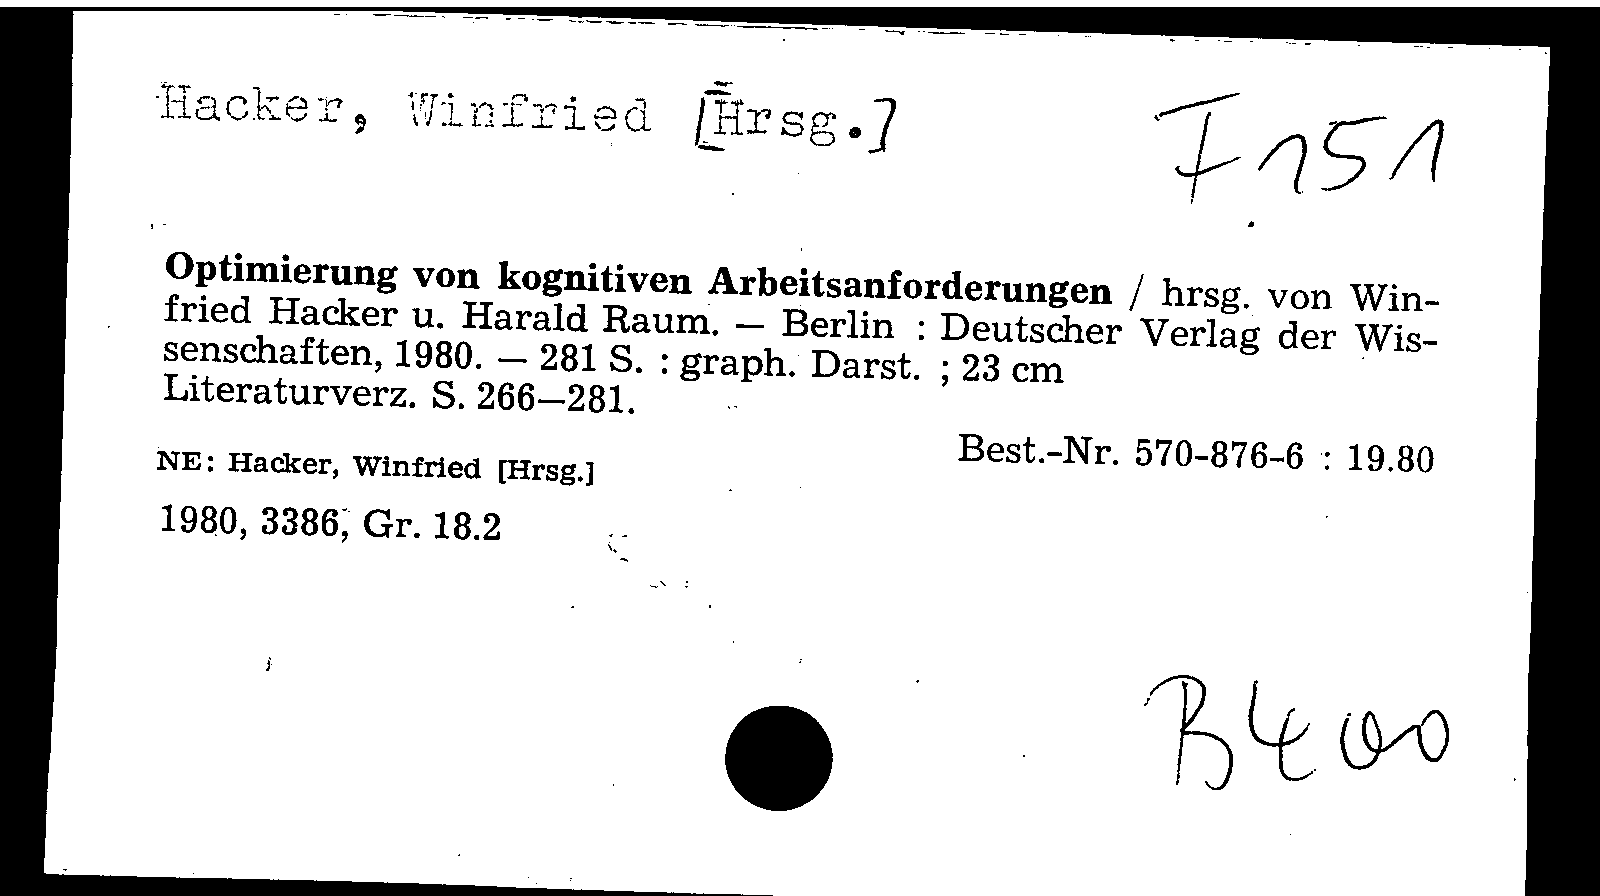 Hacker, Winfried [Hrsg.]
F 151
Optimierung von kognitiven Arbeitsanforderungen / hrsg. von Win-
fried Hacker u. Harald Raum. — Berlin : Deutscher Verlag der Wis-
senschaften, 1980. — 281 S. : graph. Darst. ; 23 cm
Literaturverz. S. 266—281.
Best.-Nr. 570-876-6 : 19.80
NE: Hacker, Winfried [Hrsg.]
1980, 3386, Gr. 18.2
B 400